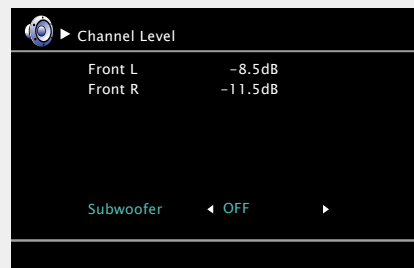 Channel Level
Front L -8.5dB
Front R -11.5dB
Subwoofer OFF